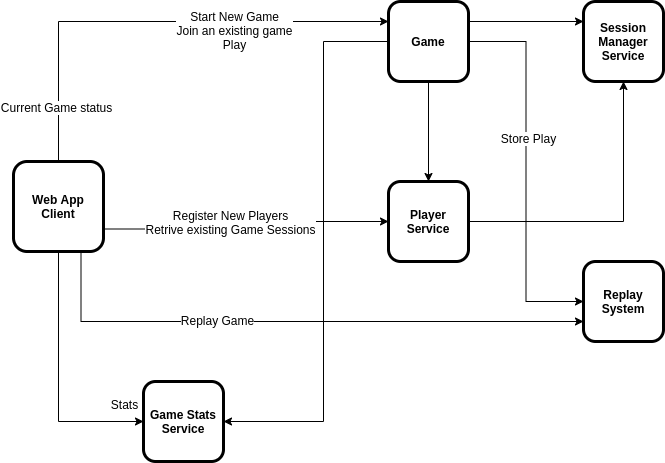 Start New Game
Join an existing game
Play
Game
Session
Manager
Service
Current Game status
Store Play
Web App
Client
Register New Players
Retrive existing Game Sessions
Player
Service
Replay
System
Replay Game
Stats
Game Stats
Service